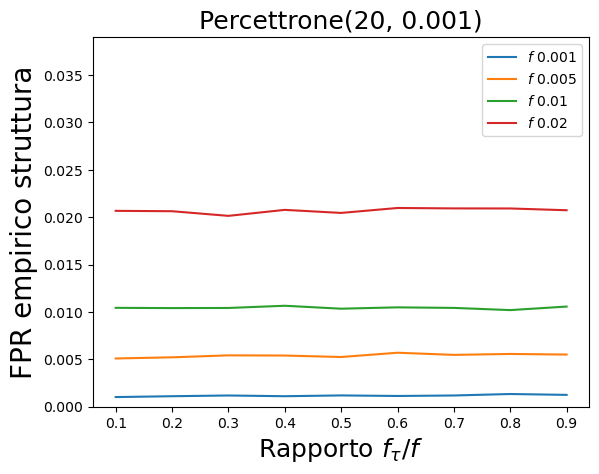 Percettrone(20, 0.001)
f 0.001
f 0.005
f 0.01
f 0.02
FPR empirico struttura
0.035
0.030
0.025
0.020
0.015
0.010
0.005
0.000
0.1 0.2 0.3 0.4 0.5 0.6 0.7 0.8 0.9
Rapporto f_τ/f